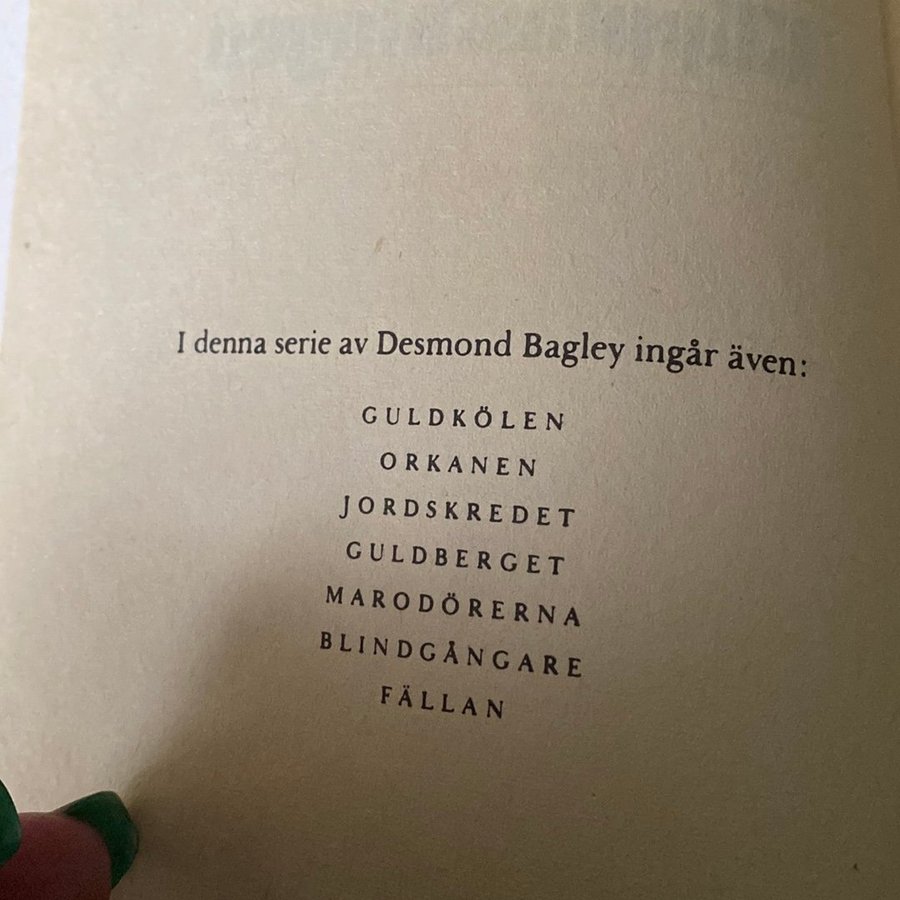 I denna serie av Desmond Bagley ingår även:
GULDKÖLEN
ORKANEN
JORDSKREDET
GULDBERGET
MARODÖRERNA
BLINDGÅNGARE
FÄLLAN